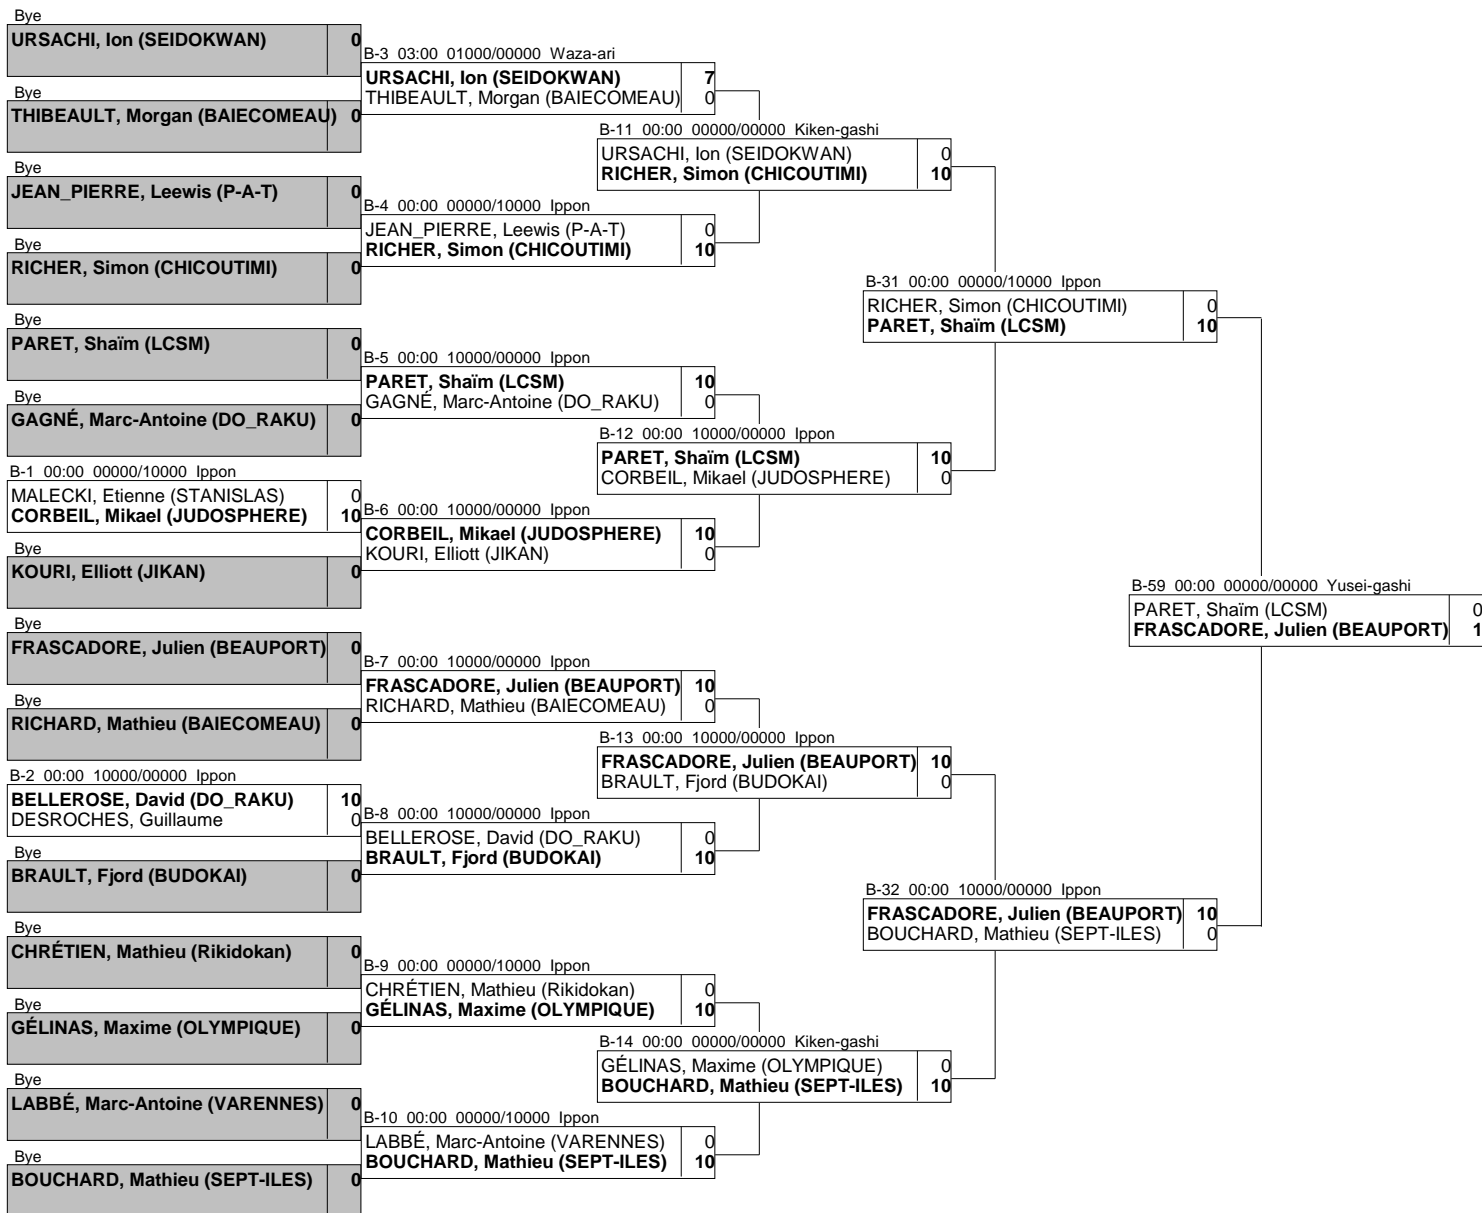 Bye
URSACHI, Ion (SEIDOKWAN) 0
Bye
THIBEAULT, Morgan (BAIECOMEAU) 0
Bye
JEAN_PIERRE, Leewis (P-A-T) 0
Bye
RICHER, Simon (CHICOUTIMI) 0
Bye
PARET, Shaïm (LCSM) 0
Bye
GAGNÉ, Marc-Antoine (DO_RAKU) 0
B-1 00:00 00000/10000 Ippon
MALECKI, Etienne (STANISLAS) 0
CORBEIL, Mikael (JUDOSPHERE) 10
Bye
KOURI, Elliott (JIKAN) 0
Bye
FRASCADORE, Julien (BEAUPORT) 0
Bye
RICHARD, Mathieu (BAIECOMEAU) 0
B-2 00:00 10000/00000 Ippon
BELLEROSE, David (DO_RAKU) 10
DESROCHES, Guillaume 0
Bye
BRAULT, Fjord (BUDOKAI) 0
Bye
CHRÉTIEN, Mathieu (Rikidokan) 0
Bye
GÉLINAS, Maxime (OLYMPIQUE) 0
Bye
LABBÉ, Marc-Antoine (VARENNES) 0
Bye
BOUCHARD, Mathieu (SEPT-ILES) 0
B-3 03:00 01000/00000 Waza-ari
URSACHI, Ion (SEIDOKWAN) 7
THIBEAULT, Morgan (BAIECOMEAU) 0
B-4 00:00 00000/10000 Ippon
JEAN_PIERRE, Leewis (P-A-T) 0
RICHER, Simon (CHICOUTIMI) 10
B-5 00:00 10000/00000 Ippon
PARET, Shaïm (LCSM) 10
GAGNÉ, Marc-Antoine (DO_RAKU) 0
B-6 00:00 10000/00000 Ippon
CORBEIL, Mikael (JUDOSPHERE) 10
KOURI, Elliott (JIKAN) 0
B-7 00:00 10000/00000 Ippon
FRASCADORE, Julien (BEAUPORT) 10
RICHARD, Mathieu (BAIECOMEAU) 0
B-8 00:00 10000/00000 Ippon
BELLEROSE, David (DO_RAKU) 0
BRAULT, Fjord (BUDOKAI) 10
B-9 00:00 00000/10000 Ippon
CHRÉTIEN, Mathieu (Rikidokan) 0
GÉLINAS, Maxime (OLYMPIQUE) 10
B-10 00:00 00000/10000 Ippon
LABBÉ, Marc-Antoine (VARENNES) 0
BOUCHARD, Mathieu (SEPT-ILES) 10
B-11 00:00 00000/00000 Kiken-gashi
URSACHI, Ion (SEIDOKWAN) 0
RICHER, Simon (CHICOUTIMI) 10
B-12 00:00 10000/00000 Ippon
PARET, Shaïm (LCSM) 10
CORBEIL, Mikael (JUDOSPHERE) 0
B-13 00:00 10000/00000 Ippon
FRASCADORE, Julien (BEAUPORT) 10
BRAULT, Fjord (BUDOKAI) 0
B-14 00:00 00000/00000 Kiken-gashi
GÉLINAS, Maxime (OLYMPIQUE) 0
BOUCHARD, Mathieu (SEPT-ILES) 10
B-31 00:00 00000/10000 Ippon
RICHER, Simon (CHICOUTIMI) 0
PARET, Shaïm (LCSM) 10
B-32 00:00 10000/00000 Ippon
FRASCADORE, Julien (BEAUPORT) 10
BOUCHARD, Mathieu (SEPT-ILES) 0
B-59 00:00 00000/00000 Yusei-gashi
PARET, Shaïm (LCSM) 0
FRASCADORE, Julien (BEAUPORT) 1